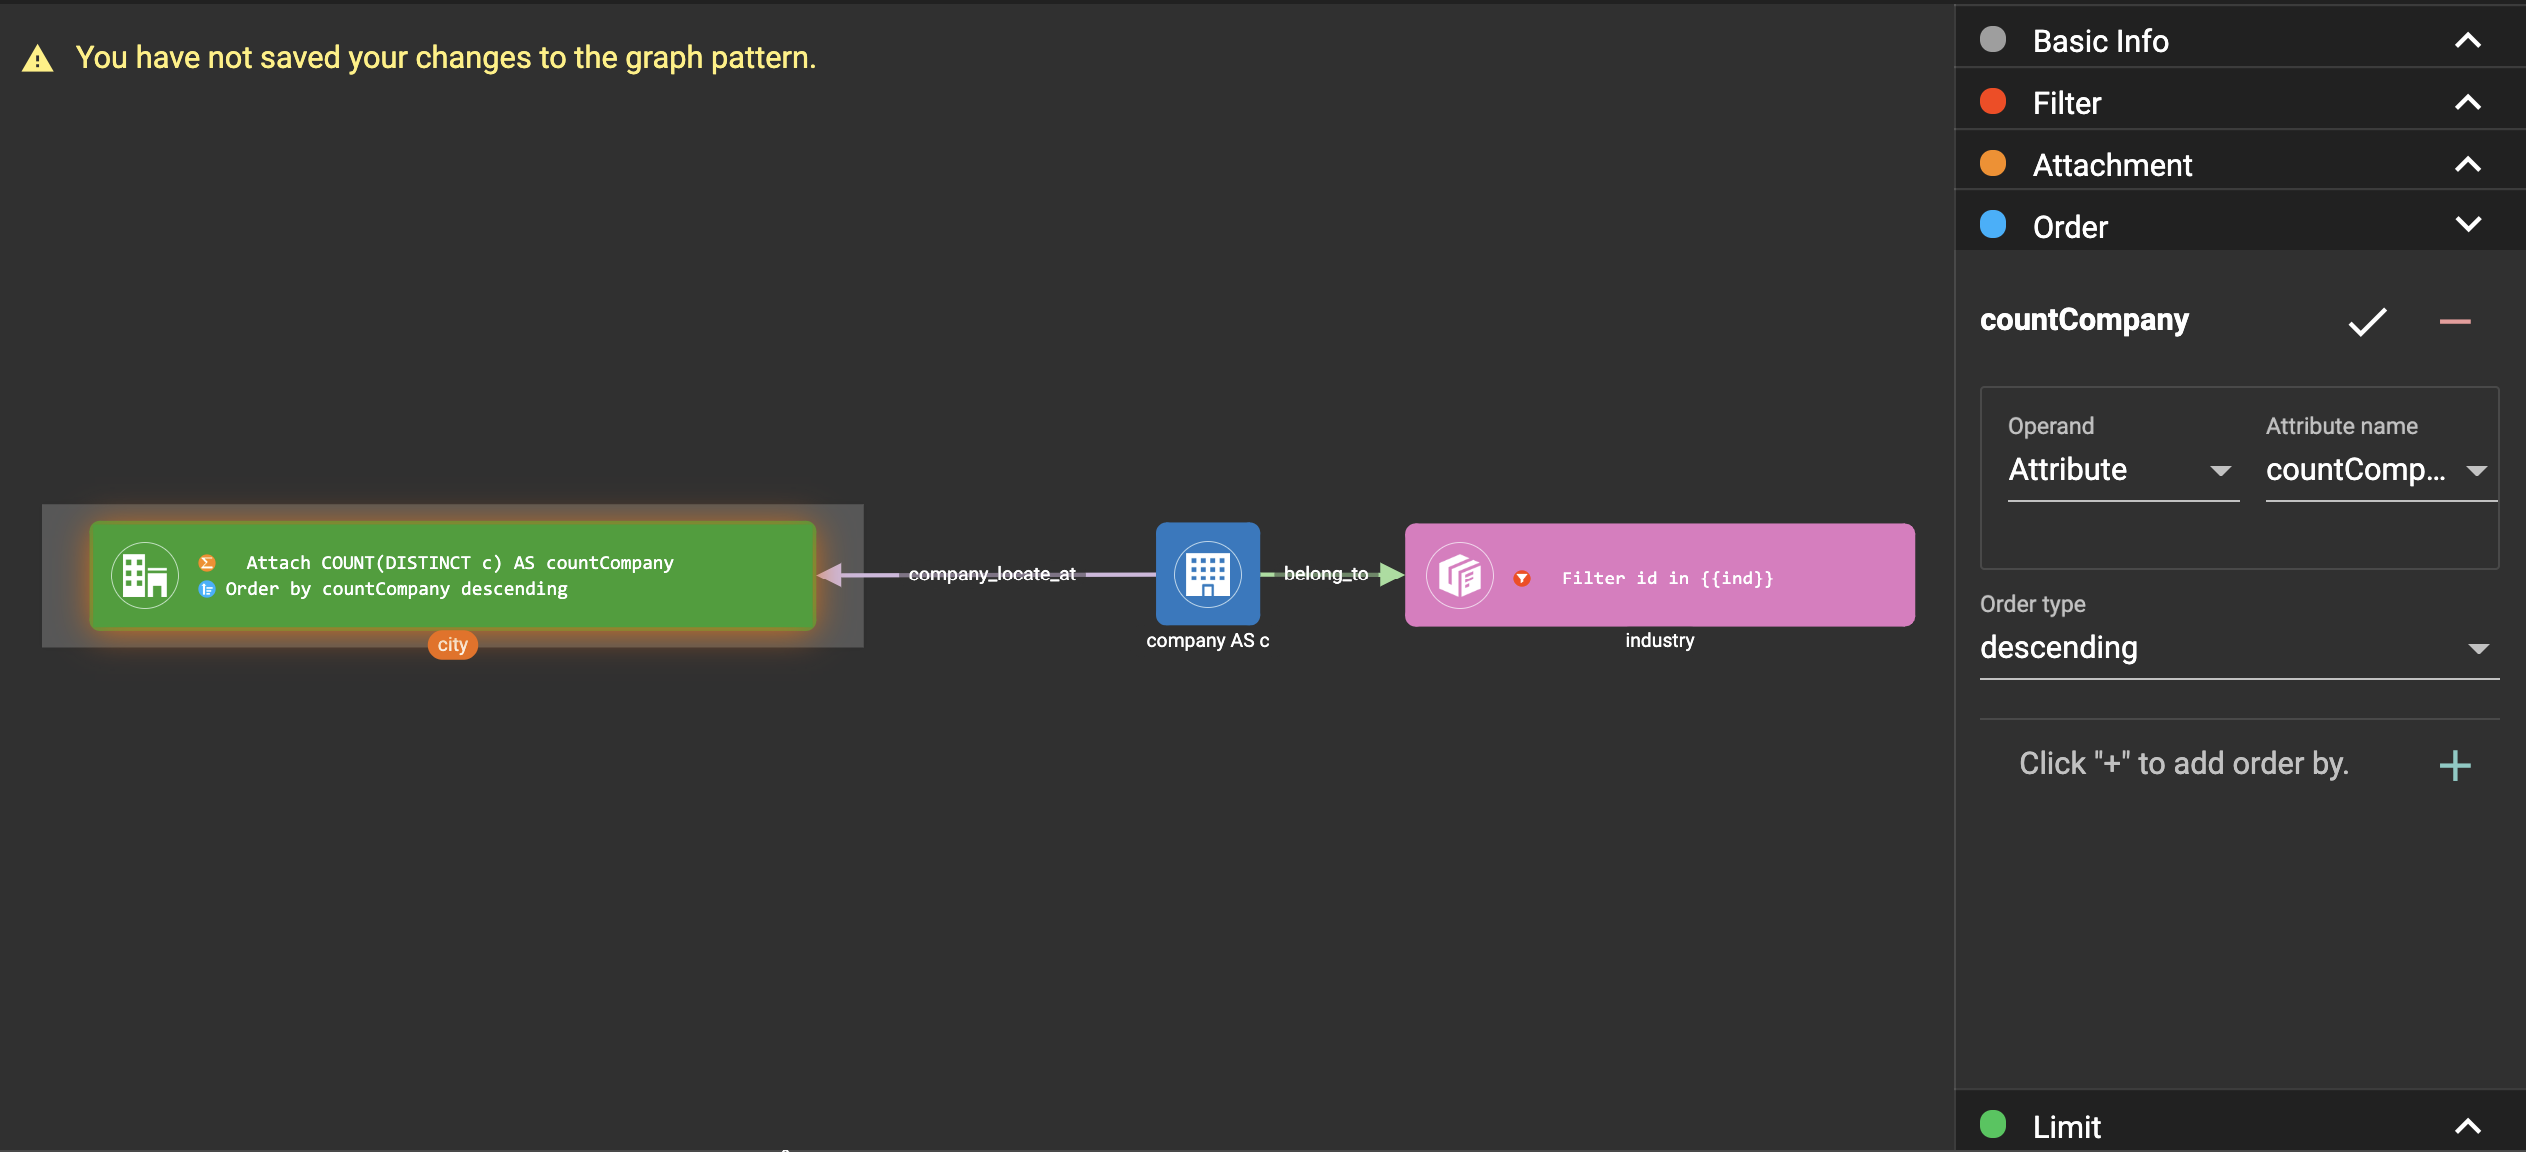 You have not saved your changes to the graph pattern.
Attach COUNT(DISTINCT c) AS countCompany
Order by countCompany descending
city
company_locate_at
company AS c
belong_to
Filter id in {{ind}}
industry
Basic Info
Filter
Attachment
Order
countCompany
Operand
Attribute name
Attribute
countComp...
Order type
descending
Click "+" to add order by.
Limit